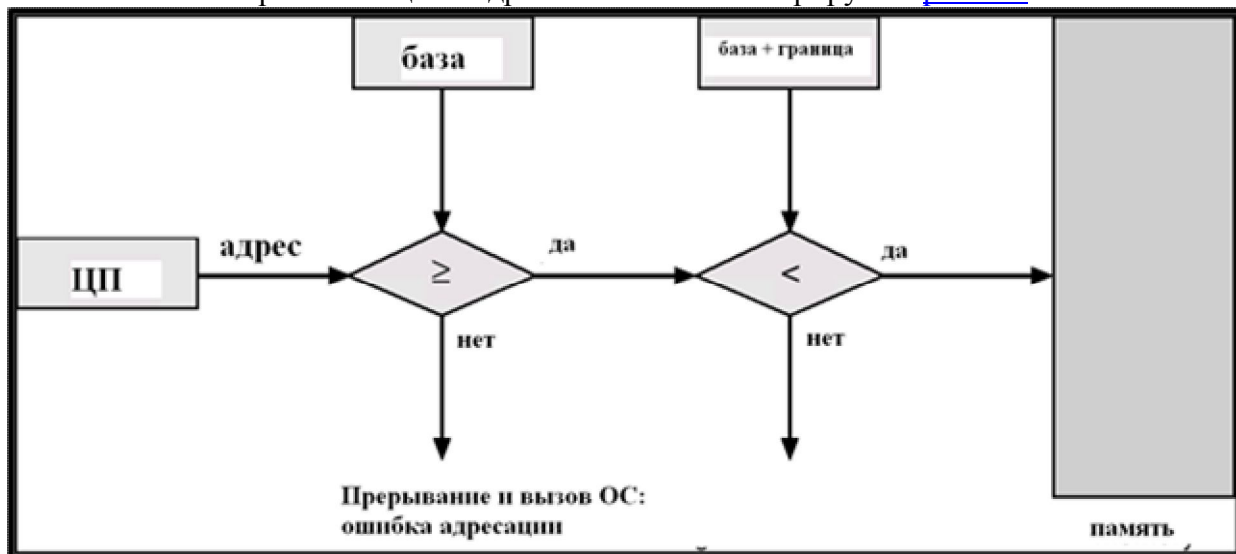 база
база + граница
адрес
да
да
ЦП
≥
<
нет
нет
Прерывание и вызов ОС:
ошибка адресации
память